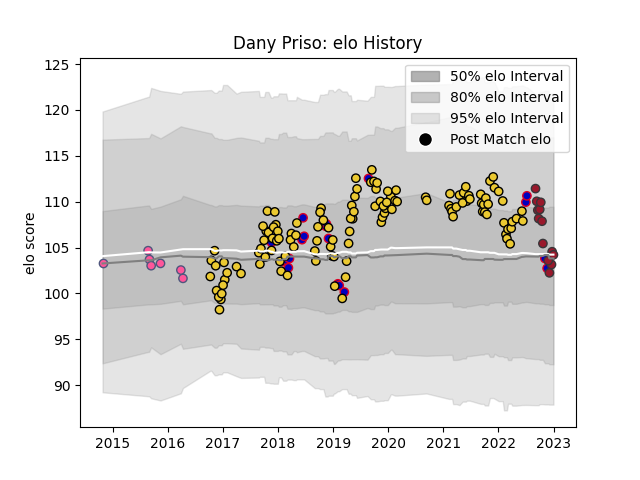 Dany Priso: elo History
125
120
115
110
105
100
95
90
elo score
50% elo Interval
80% elo Interval
95% elo Interval
Post Match elo
2015 2016 2017 2018 2019 2020 2021 2022 2023